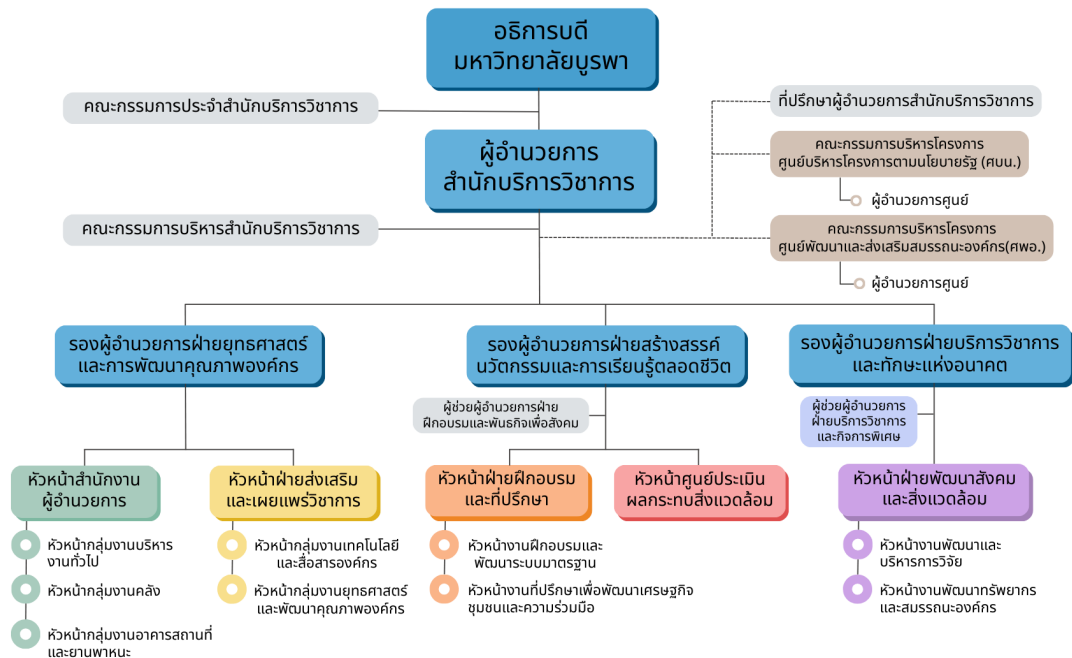 อธิการบดี
มหาวิทยาลัยบูรพา
คณะกรรมการประจำสำนักบริการวิชาการ
ที่ปรึกษาผู้อำนวยการสำนักบริการวิชาการ
ผู้อำนวยการ
สำนักบริการวิชาการ
คณะกรรมการบริหารโครงการ
ศูนย์บริหารโครงการตามนโยบายรัฐ (ศบน.)
ผู้อำนวยการศูนย์
คณะกรรมการบริหารสำนักบริการวิชาการ
คณะกรรมการบริหารโครงการ
ศูนย์พัฒนาและส่งเสริมสมรรถนะองค์กร(ศพอ.)
ผู้อำนวยการศูนย์
รองผู้อำนวยการฝ่ายยุทธศาสตร์
และการพัฒนาคุณภาพองค์กร
รองผู้อำนวยการฝ่ายสร้างสรรค์
นวัตกรรมและการเรียนรู้ตลอดชีวิต
รองผู้อำนวยการฝ่ายบริการวิชาการ
และทักษะแห่งอนาคต
ผู้ช่วยผู้อำนวยการฝ่าย
ฝึกอบรมและพันธกิจเพื่อสังคม
ผู้ช่วยผู้อำนวยการ
ฝ่ายบริการวิชาการ
และกิจการพิเศษ
หัวหน้าสำนักงาน
ผู้อำนวยการ
หัวหน้าฝ่ายส่งเสริม
และเผยแพร่วิชาการ
หัวหน้าฝ่ายฝึกอบรม
และที่ปรึกษา
หัวหน้าศูนย์ประเมิน
ผลกระทบสิ่งแวดล้อม
หัวหน้าฝ่ายพัฒนาสังคม
และสิ่งแวดล้อม
หัวหน้ากลุ่มงานบริหาร
งานทั่วไป
หัวหน้ากลุ่มงานคลัง
หัวหน้ากลุ่มงานอาคารสถานที่
และยานพาหนะ
หัวหน้ากลุ่มงานเทคโนโลยี
และสื่อสารองค์กร
หัวหน้ากลุ่มงานยุทธศาสตร์
และพัฒนาคุณภาพองค์กร
หัวหน้างานฝึกอบรมและ
พัฒนาระบบมาตรฐาน
หัวหน้างานที่ปรึกษาเพื่อพัฒนาเศรษฐกิจ
ชุมชนและความร่วมมือ
หัวหน้างานพัฒนาและ
บริหารการวิจัย
หัวหน้างานพัฒนาทรัพยากร
และสมรรถนะองค์กร